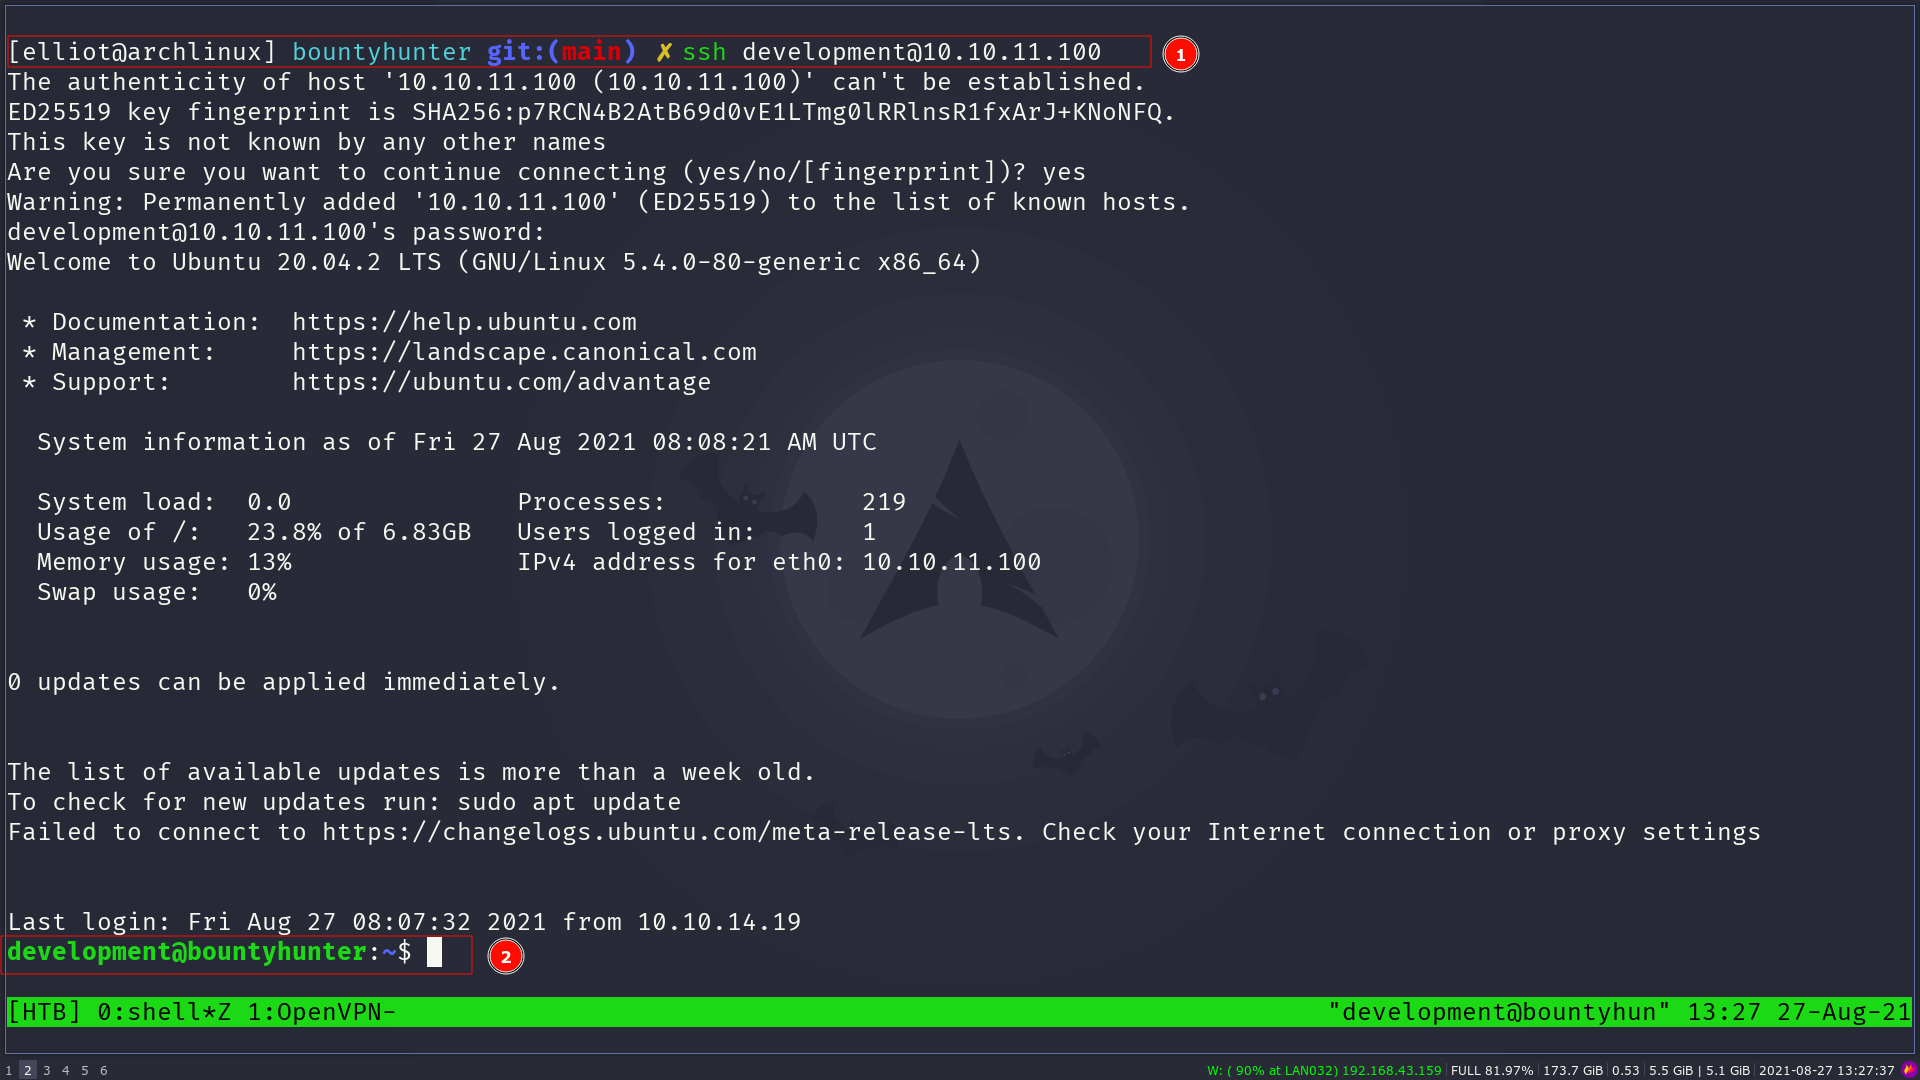 [elliot@archlinux] bountyhunter git:(main) ✗ ssh development@10.10.11.100
1
The authenticity of host '10.10.11.100 (10.10.11.100)' can't be established.
ED25519 key fingerprint is SHA256:p7RCN4B2AtB69d0vE1LTmg0lRRlnsR1fxArJ+KNoNFQ.
This key is not known by any other names
Are you sure you want to continue connecting (yes/no/[fingerprint])? yes
Warning: Permanently added '10.10.11.100' (ED25519) to the list of known hosts.
development@10.10.11.100's password:
Welcome to Ubuntu 20.04.2 LTS (GNU/Linux 5.4.0-80-generic x86_64)
* Documentation:  https://help.ubuntu.com
* Management:     https://landscape.canonical.com
* Support:        https://ubuntu.com/advantage
System information as of Fri 27 Aug 2021 08:08:21 AM UTC
System load:  0.0               Processes:             219
Usage of /:   23.8% of 6.83GB   Users logged in:       1
Memory usage: 13%               IPv4 address for eth0: 10.10.11.100
Swap usage:   0%
0 updates can be applied immediately.
The list of available updates is more than a week old.
To check for new updates run: sudo apt update
Failed to connect to https://changelogs.ubuntu.com/meta-release-lts. Check your Internet connection or proxy settings
Last login: Fri Aug 27 08:07:32 2021 from 10.10.14.19
development@bountyhunter:~$
2
[HTB] 0:shell*Z 1:OpenVPN- "development@bountyhun" 13:27 27-Aug-21
1 2 3 4 5 6 W: ( 90% at LAN032) 192.168.43.159 FULL 81.97% 173.7 GiB 0.53 5.5 GiB | 5.1 GiB 2021-08-27 13:27:37